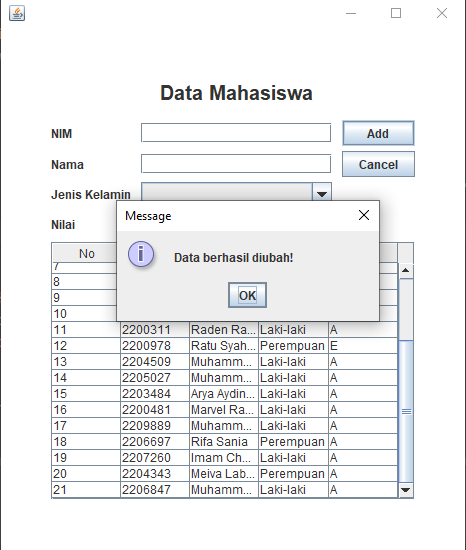 Data Mahasiswa
NIM Add
Nama Cancel
Jenis Kelamin
Message
Nilai
Data berhasil diubah!
OK
No
7
8
9
10
11 2200311 Raden Ra... Laki-laki A
12 2200978 Ratu Syah... Perempuan E
13 2204509 Muhamm... Laki-laki A
14 2205027 Muhamm... Laki-laki A
15 2203484 Arya Aydin... Laki-laki A
16 2200481 Marvel Ra... Laki-laki A
17 2209889 Muhamm... Laki-laki A
18 2206697 Rifa Sania Perempuan A
19 2207260 Imam Ch... Laki-laki A
20 2204343 Meiva Lab... Perempuan A
21 2206847 Muhamm... Laki-laki A